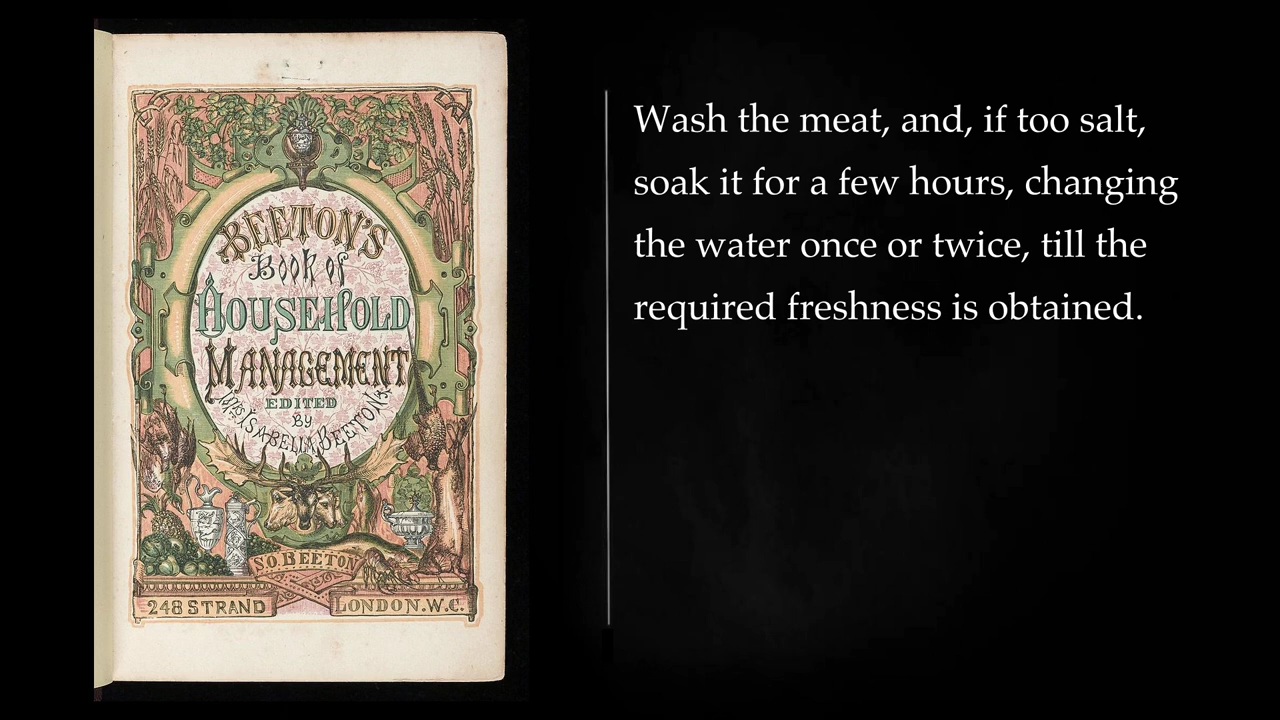 BEETON'S
Book of
HOUSEHOLD
MANAGEMENT
EDITED
BY
MRS ISABELLA BEETON
S.O. BEETON
248 STRAND
LONDON. W.C.
Wash the meat, and, if too salt,
soak it for a few hours, changing
the water once or twice, till the
required freshness is obtained.